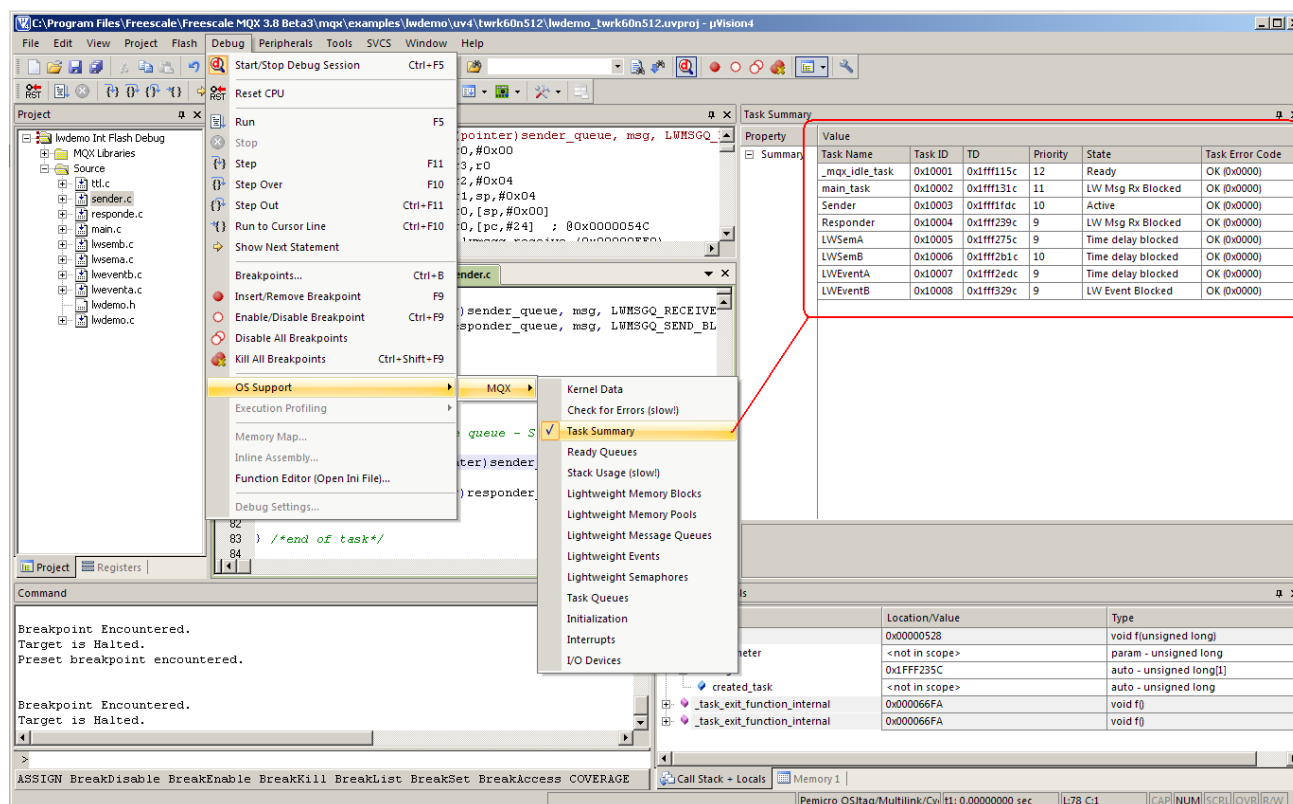 C:\Program Files\Freescale\Freescale MQX 3.8 Beta3\mqx\examples\lwdemo\uv4\twrk60n512\lwdemo_twrk60n512.uvproj - µVision4
File Edit View Project Flash Debug Peripherals Tools SVCS Window Help
Start/Stop Debug Session Ctrl+F5
RST
Reset CPU
Run F5
Stop
Step F11
Step Over F10
Step Out Ctrl+F11
Run to Cursor Line Ctrl+F10
Show Next Statement
Breakpoints... Ctrl+B
Insert/Remove Breakpoint F9
Enable/Disable Breakpoint Ctrl+F9
Disable All Breakpoints
Kill All Breakpoints Ctrl+Shift+F9
OS Support
Execution Profiling
Memory Map...
Inline Assembly...
Function Editor (Open Ini File)...
Debug Settings...
MQX
Kernel Data
Check for Errors (slow!)
Task Summary
Ready Queues
Stack Usage (slow!)
Lightweight Memory Blocks
Lightweight Memory Pools
Lightweight Message Queues
Lightweight Events
Lightweight Semaphores
Task Queues
Initialization
Interrupts
I/O Devices
Project
lwdemo Int Flash Debug
MQX Libraries
Source
ttl.c
sender.c
responde.c
main.c
lwsemb.c
lwsema.c
lweventb.c
lweventa.c
lwdemo.h
lwdemo.c
Project Registers
(pointer)sender_queue, msg, LWMSGQ_
r0,#0x00
r3,r0
r2,#0x04
r1,sp,#0x04
r0,[sp,#0x00]
r0,[pc,#24] ; @0x0000054C
ender.c
)sender_queue, msg, LWMSGQ_RECEIVE
esponder_queue, msg, LWMSGQ_SEND_BL
queue - S
ter)sender_
)responder_
82
83 } /*end of task*/
84
Task Summary
Property Value
Summary Task Name Task ID TD Priority State Task Error Code
_mqx_idle_task 0x10001 0x1fff115c 12 Ready OK (0x0000)
main_task 0x10002 0x1fff131c 11 LW Msg Rx Blocked OK (0x0000)
Sender 0x10003 0x1fff1fdc 10 Active OK (0x0000)
Responder 0x10004 0x1fff239c 9 LW Msg Rx Blocked OK (0x0000)
LWSemA 0x10005 0x1fff275c 9 Time delay blocked OK (0x0000)
LWSemB 0x10006 0x1fff2b1c 10 Time delay blocked OK (0x0000)
LWEventA 0x10007 0x1fff2edc 9 Time delay blocked OK (0x0000)
LWEventB 0x10008 0x1fff329c 9 LW Event Blocked OK (0x0000)
Command
Breakpoint Encountered.
Target is Halted.
Preset breakpoint encountered.
Breakpoint Encountered.
Target is Halted.
>
ASSIGN BreakDisable BreakEnable BreakKill BreakList BreakSet BreakAccess COVERAGE
ls
Location/Value Type
0x00000528 void f(unsigned long)
meter <not in scope> param - unsigned long
0x1FFF235C auto - unsigned long[1]
created_task <not in scope> auto - unsigned long
_task_exit_function_internal 0x000066FA void f()
_task_exit_function_internal 0x000066FA void f()
Call Stack + Locals Memory 1
Pemicro OSJtag/Multilink/Cy t1: 0.00000000 sec L:78 C:1 CAP NUM SCRL OVR R/W